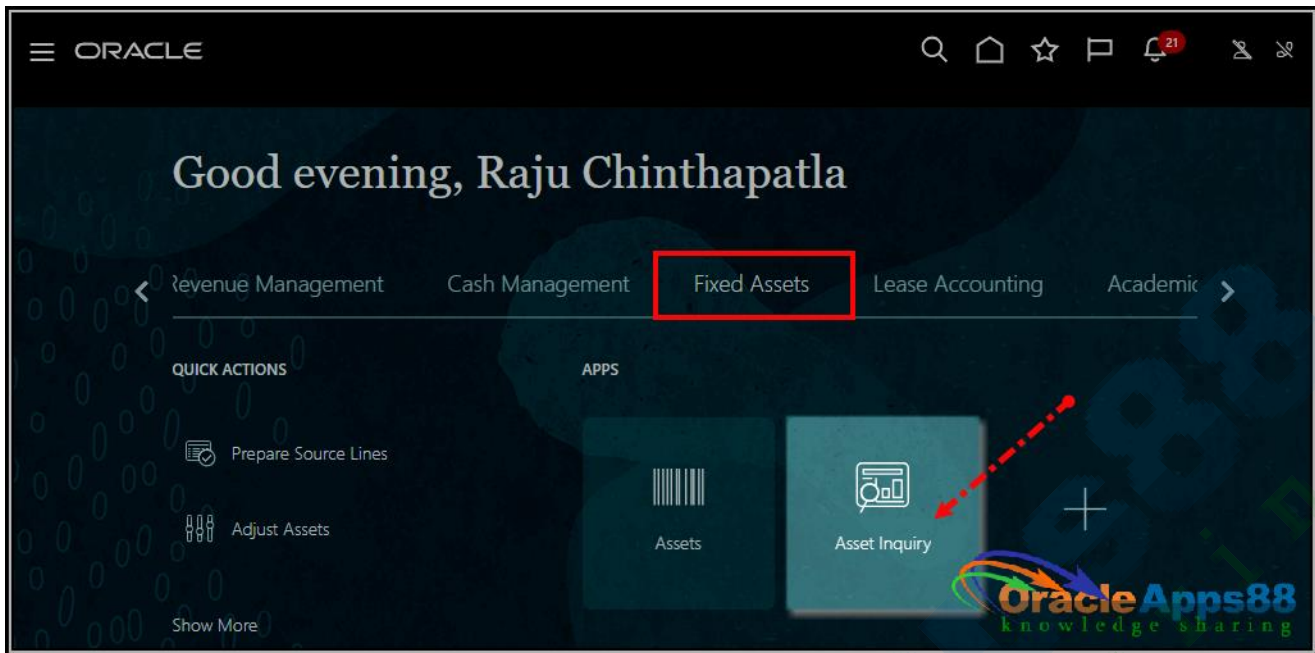 ORACLE
21
Good evening, Raju Chinthapatla
Revenue Management Cash Management Fixed Assets Lease Accounting Academic
QUICK ACTIONS
APPS
Prepare Source Lines
Adjust Assets
Assets
Asset Inquiry
Show More
OracleApps88
knowledge sharing